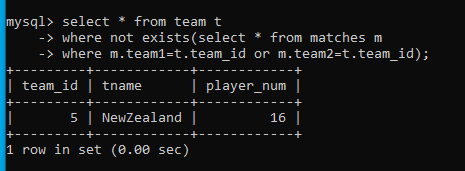 mysql> select * from team t
    -> where not exists(select * from matches m
    -> where m.team1=t.team_id or m.team2=t.team_id);
+---------+------------+------------+
| team_id | tname      | player_num |
+---------+------------+------------+
|       5 | NewZealand |         16 |
+---------+------------+------------+
1 row in set (0.00 sec)